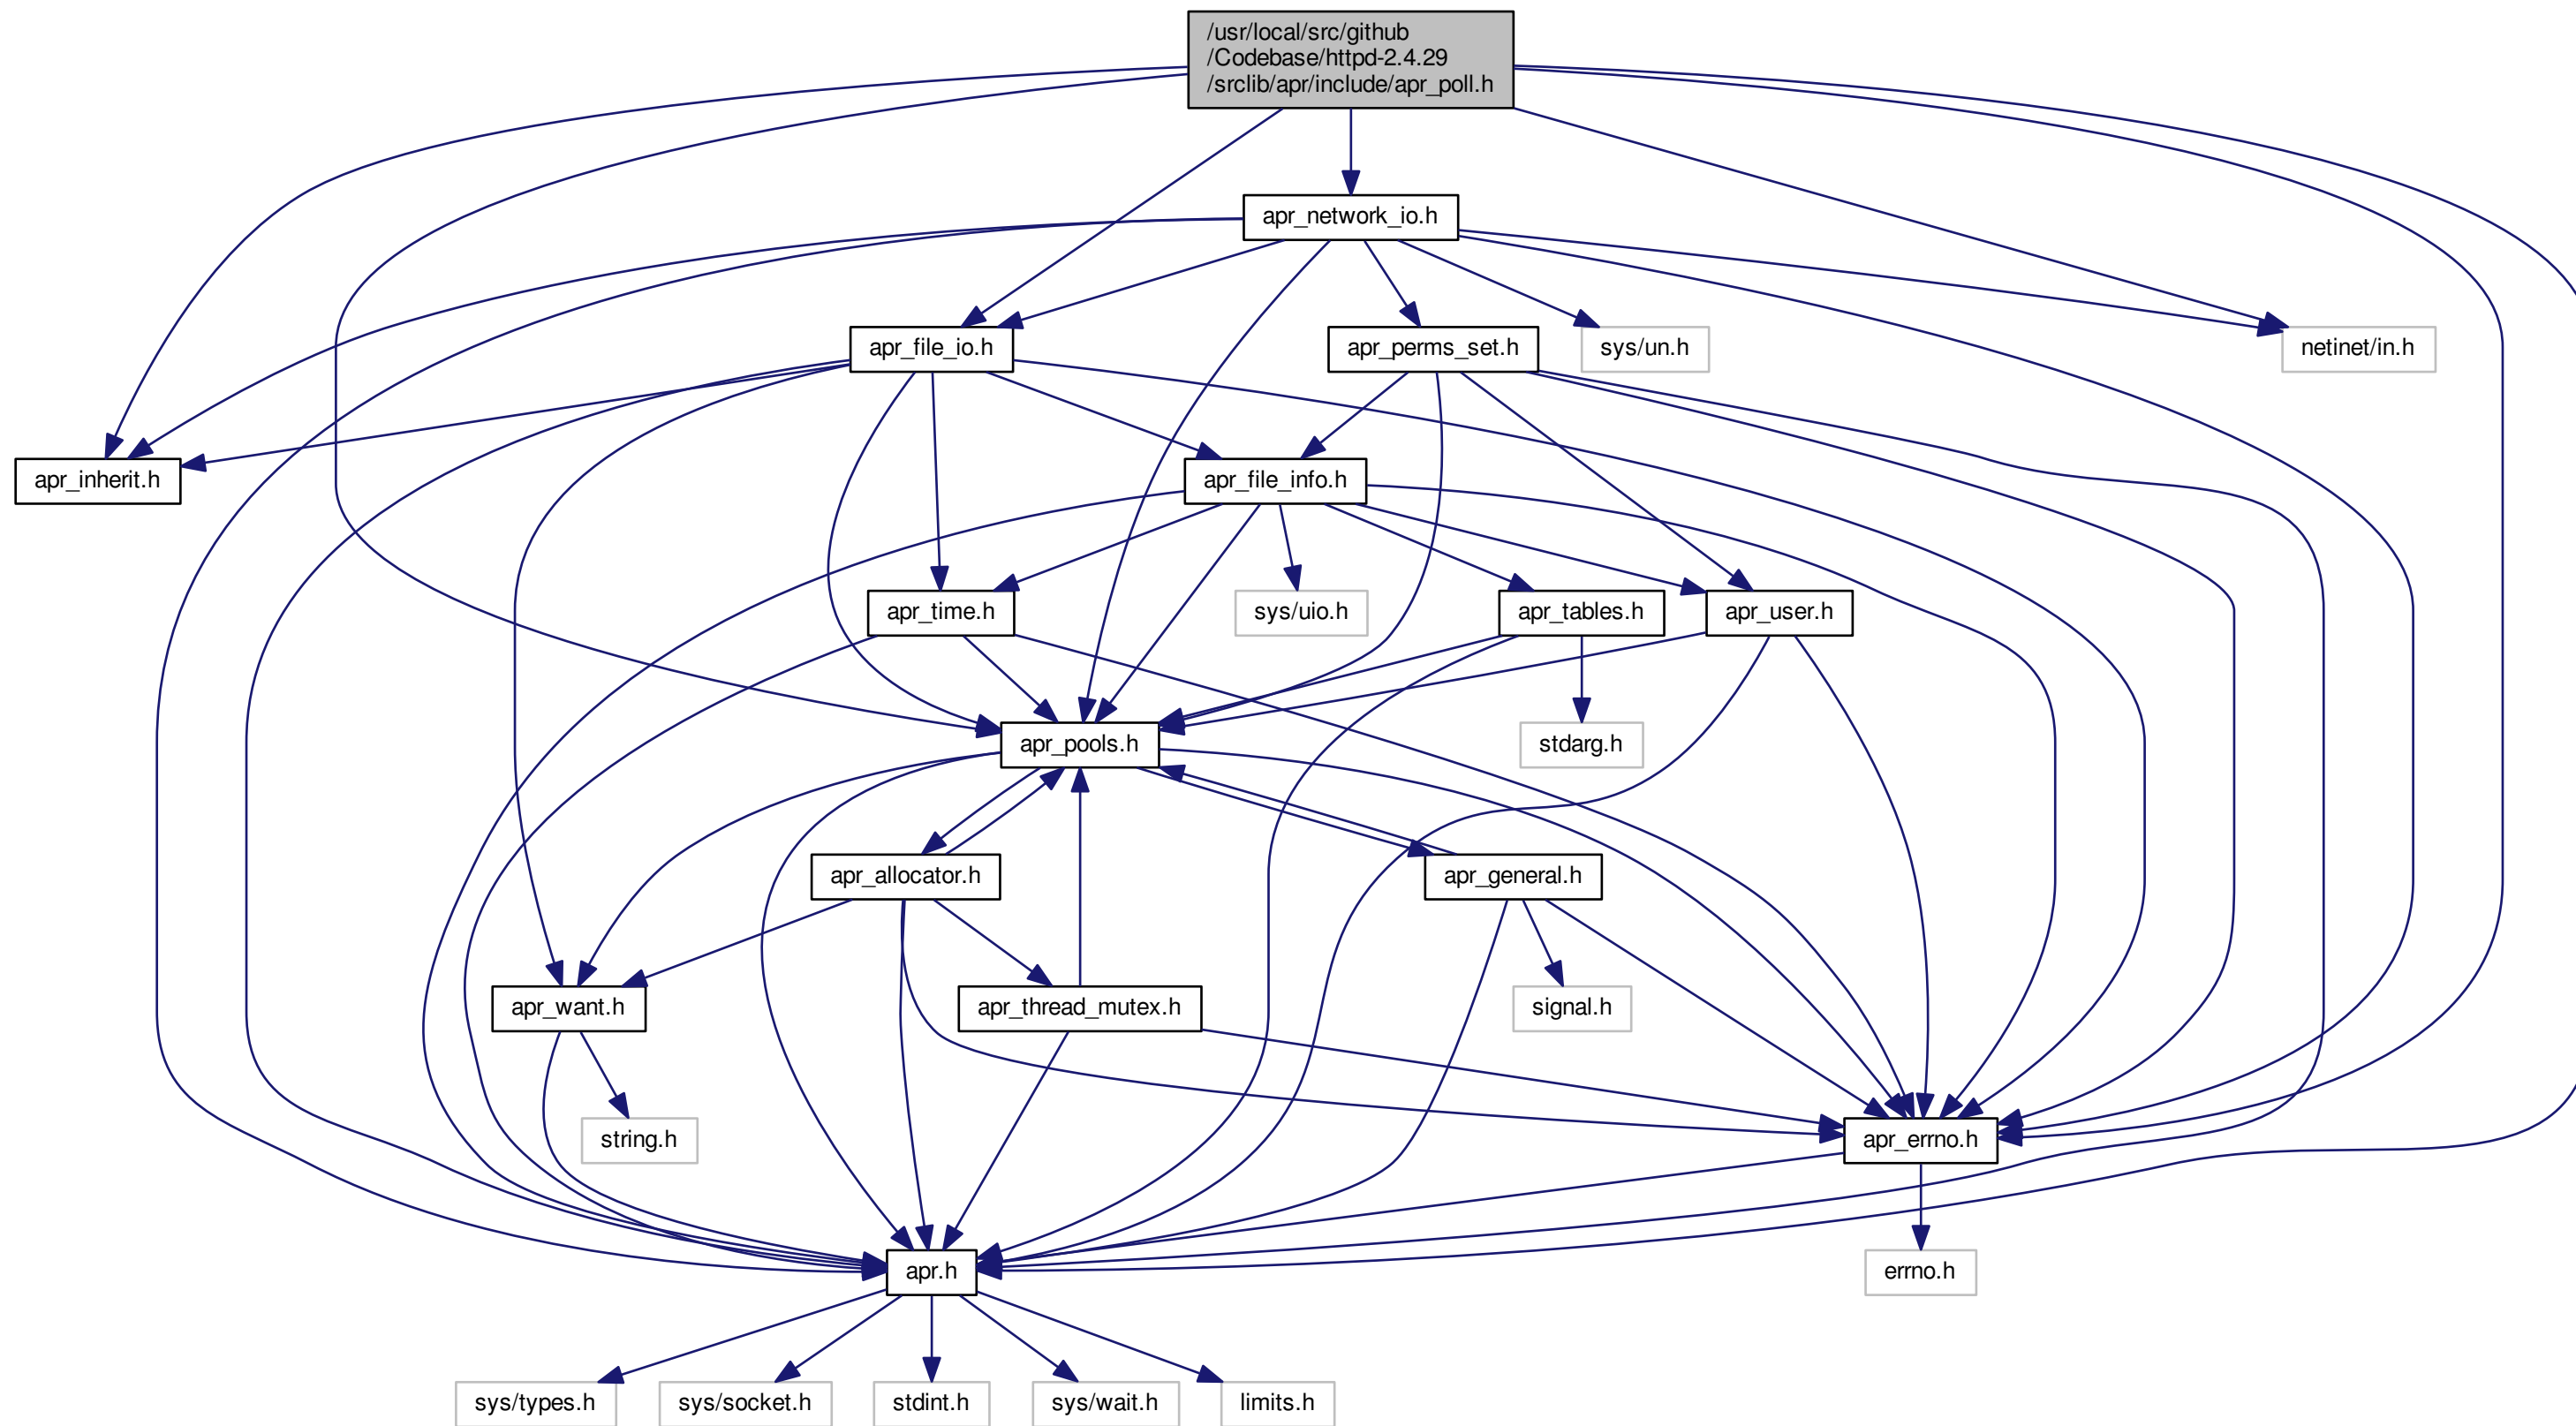 /usr/local/src/github
/Codebase/httpd-2.4.29
/srclib/apr/include/apr_poll.h
apr_network_io.h
apr_file_io.h
apr_perms_set.h
sys/un.h
netinet/in.h
apr_inherit.h
apr_file_info.h
apr_time.h
sys/uio.h
apr_tables.h
apr_user.h
apr_pools.h
stdarg.h
apr_allocator.h
apr_general.h
apr_want.h
apr_thread_mutex.h
signal.h
string.h
apr_errno.h
apr.h
errno.h
sys/types.h
sys/socket.h
stdint.h
sys/wait.h
limits.h